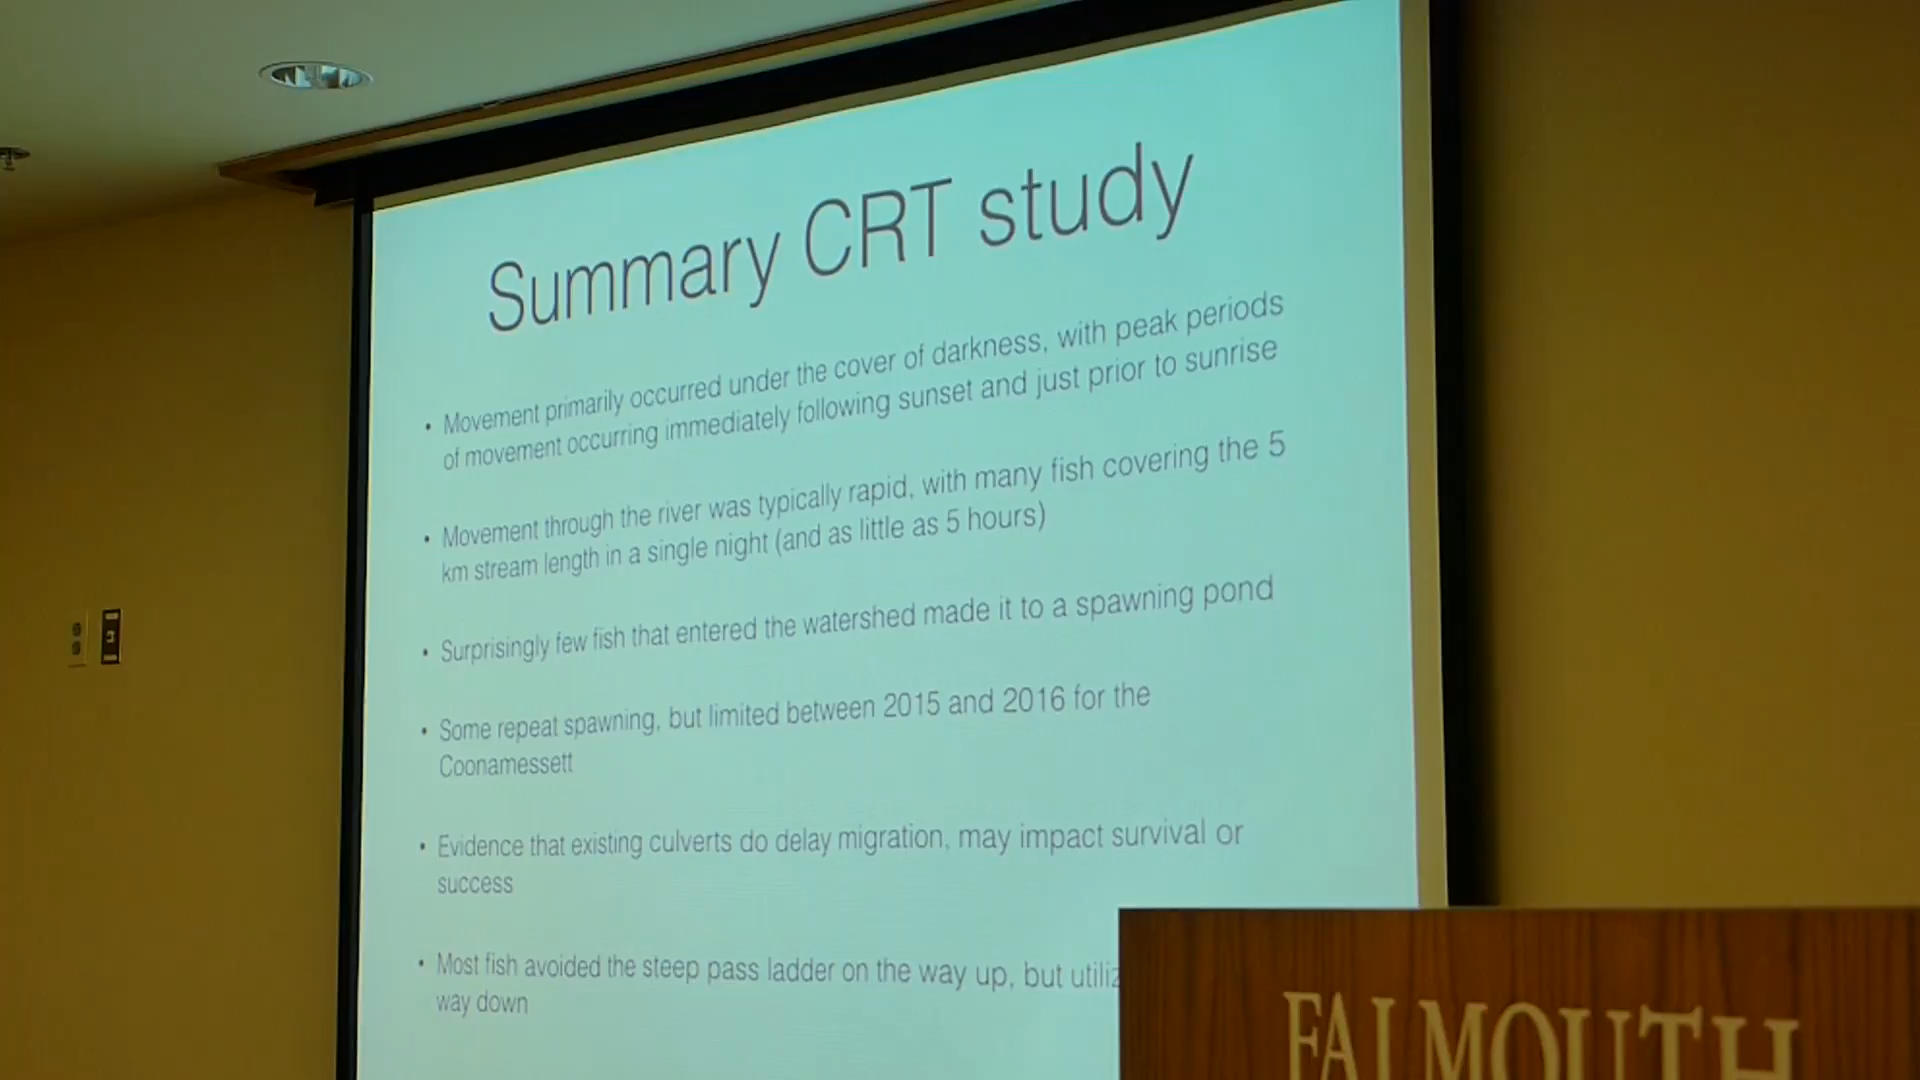 Summary CRT study
• Movement primarily occurred under the cover of darkness, with peak periods
of movement occurring immediately following sunset and just prior to sunrise
• Movement through the river was typically rapid, with many fish covering the 5
km stream length in a single night (and as little as 5 hours)
• Surprisingly few fish that entered the watershed made it to a spawning pond
• Some repeat spawning, but limited between 2015 and 2016 for the
Coonamessett
• Evidence that existing culverts do delay migration, may impact survival or
success
• Most fish avoided the steep pass ladder on the way up, but
way down
FALMOUTH